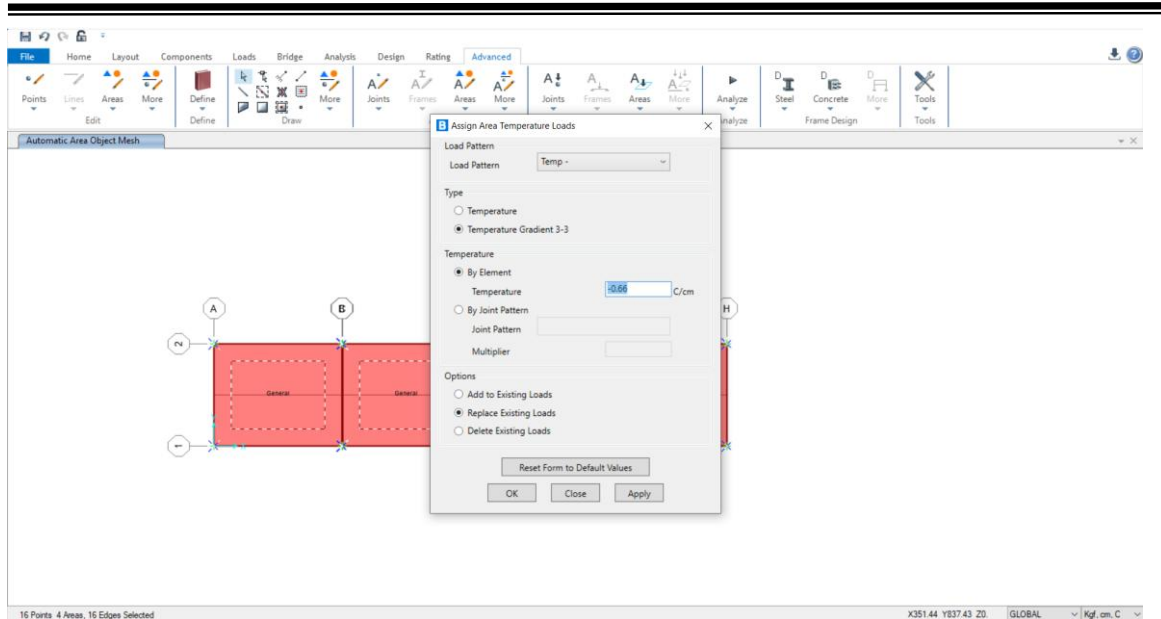 File Home Layout Components Loads Bridge Analysis Design Rating Advanced
Points Lines Areas More Define More Joints Frames Areas More Joints Frames Areas More Analyze Steel Concrete More Tools
Edit Define Draw A nalyze Frame Design Tools
Automatic Area Object Mesh
Assign Area Temperature Loads
Load Pattern
Load Pattern Temp -
Type
Temperature
Temperature Gradient 3-3
Temperature
By Element
Temperature -0.66 C/cm
By Joint Pattern
Joint Pattern
Multiplier
Options
Add to Existing Loads
Replace Existing Loads
Delete Existing Loads
Reset Form to Default Values
OK Close Apply
A B H
2
General General
1
16 Points 4 Areas, 16 Edges Selected X351.44 Y837.43 Z0. GLOBAL Kgf, cm, C